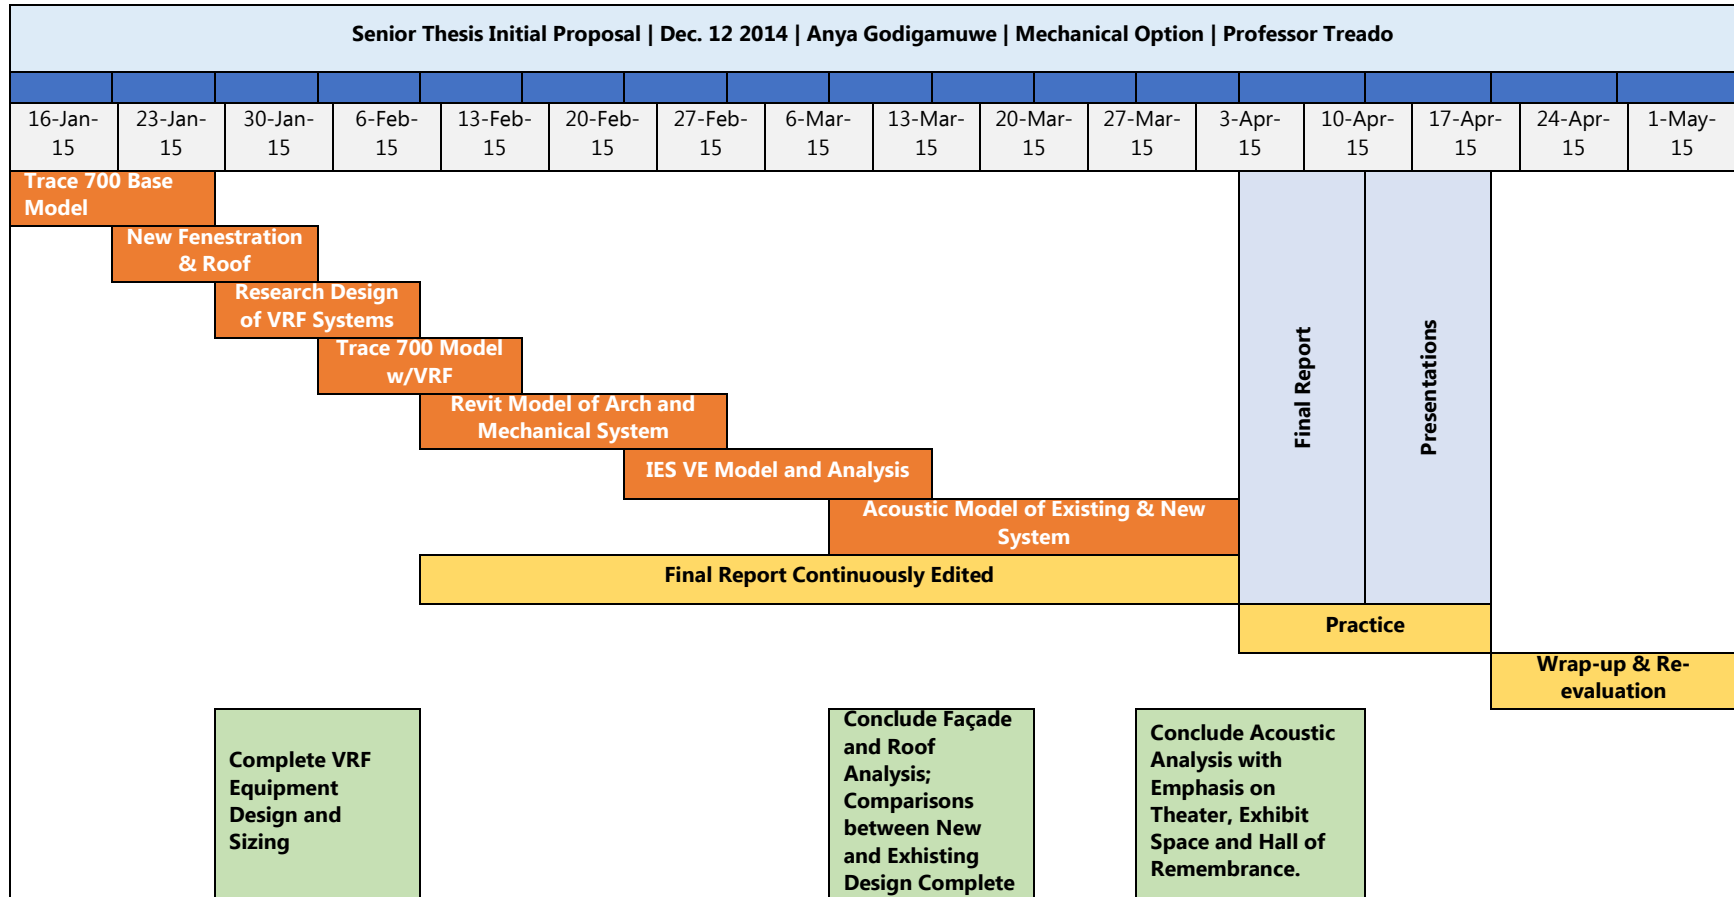 Senior Thesis Initial Proposal | Dec. 12 2014 | Anya Godigamuwe | Mechanical Option | Professor Treado
16-Jan-15
23-Jan-15
30-Jan-15
6-Feb-15
13-Feb-15
20-Feb-15
27-Feb-15
6-Mar-15
13-Mar-15
20-Mar-15
27-Mar-15
3-Apr-15
10-Apr-15
17-Apr-15
24-Apr-15
1-May-15
Trace 700 Base
Model
New Fenestration
& Roof
Research Design
of VRF Systems
Trace 700 Model
w/VRF
Revit Model of Arch and
Mechanical System
IES VE Model and Analysis
Acoustic Model of Existing & New
System
Final Report Continuously Edited
Final Report
Presentations
Practice
Wrap-up & Re-
evaluation
Complete VRF
Equipment
Design and
Sizing
Conclude Façade
and Roof
Analysis;
Comparisons
between New
and Exhisting
Design Complete
Conclude Acoustic
Analysis with
Emphasis on
Theater, Exhibit
Space and Hall of
Remembrance.